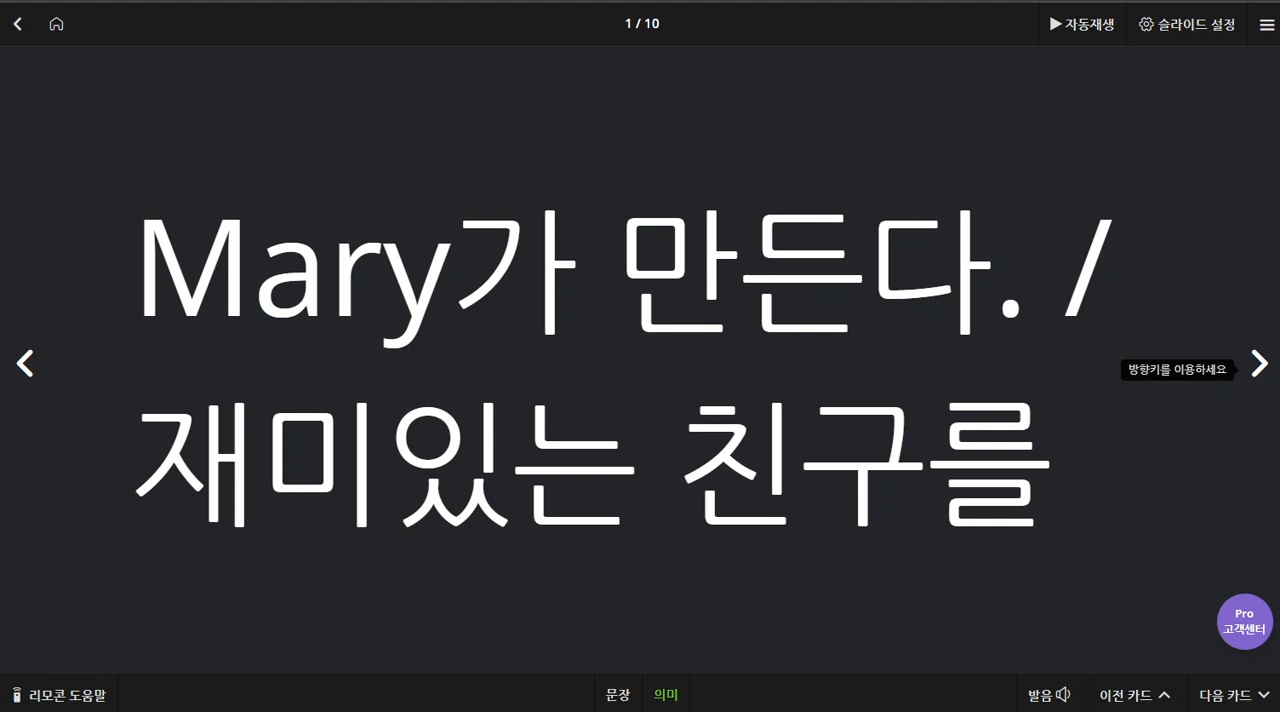 1 / 10
자동재생
슬라이드 설정
Mary가 만든다. /
재미있는 친구를
방향키를 이용하세요
Pro
고객센터
리모콘 도움말
문장
의미
발음
이전 카드
다음 카드